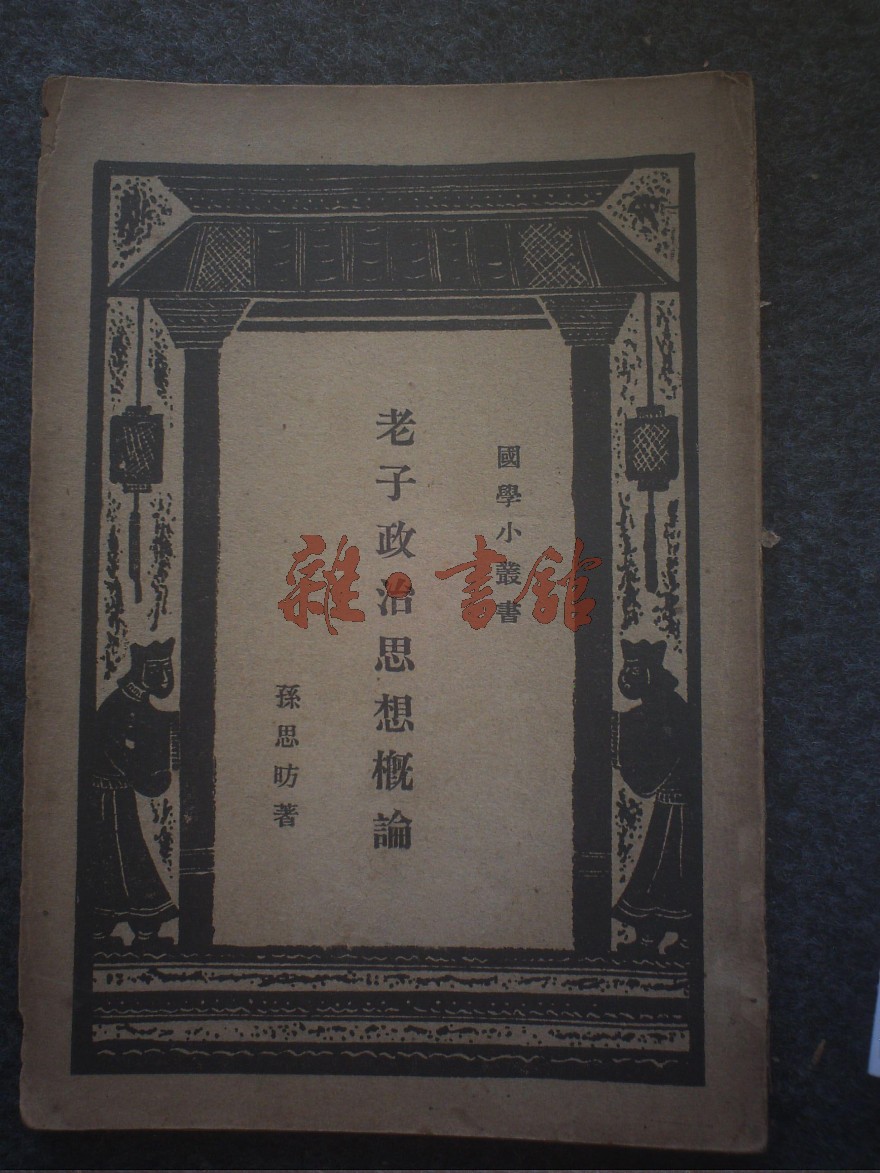 國學小叢書
老子政治思想概論
孫思昉著
雜·書館